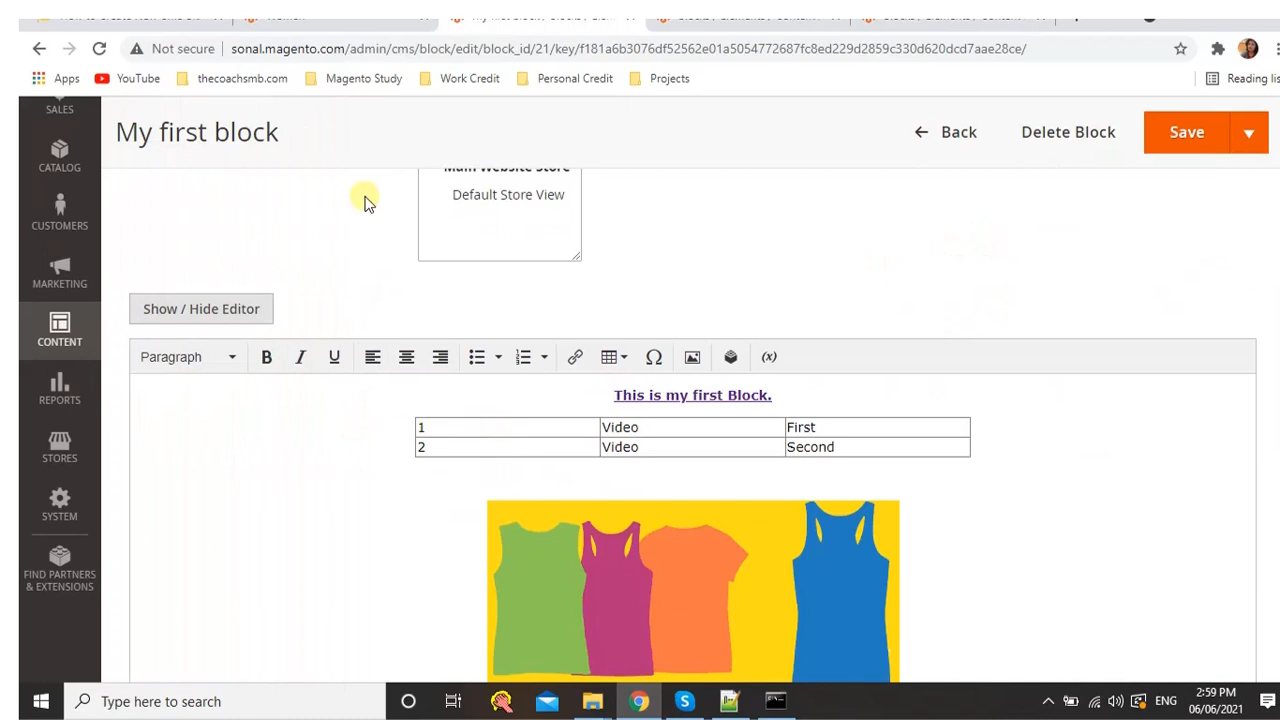 Not secure
sonal.magento.com/admin/cms/block/edit/block_id/21/key/f181a6b3076df52562e01a5054772687fc8ed229d2859c330d620dcd7aae28ce/
Apps YouTube thecoachsmb.com Magento Study Work Credit Personal Credit Projects Reading lis
SALES
CATALOG
CUSTOMERS
MARKETING
CONTENT
REPORTS
STORES
SYSTEM
FIND PARTNERS
& EXTENSIONS
My first block
Back Delete Block Save
Main Website Store
Default Store View
Show / Hide Editor
Paragraph B I U (x)
This is my first Block.
1 Video First
2 Video Second
Type here to search
ENG
2:59 PM
06/06/2021